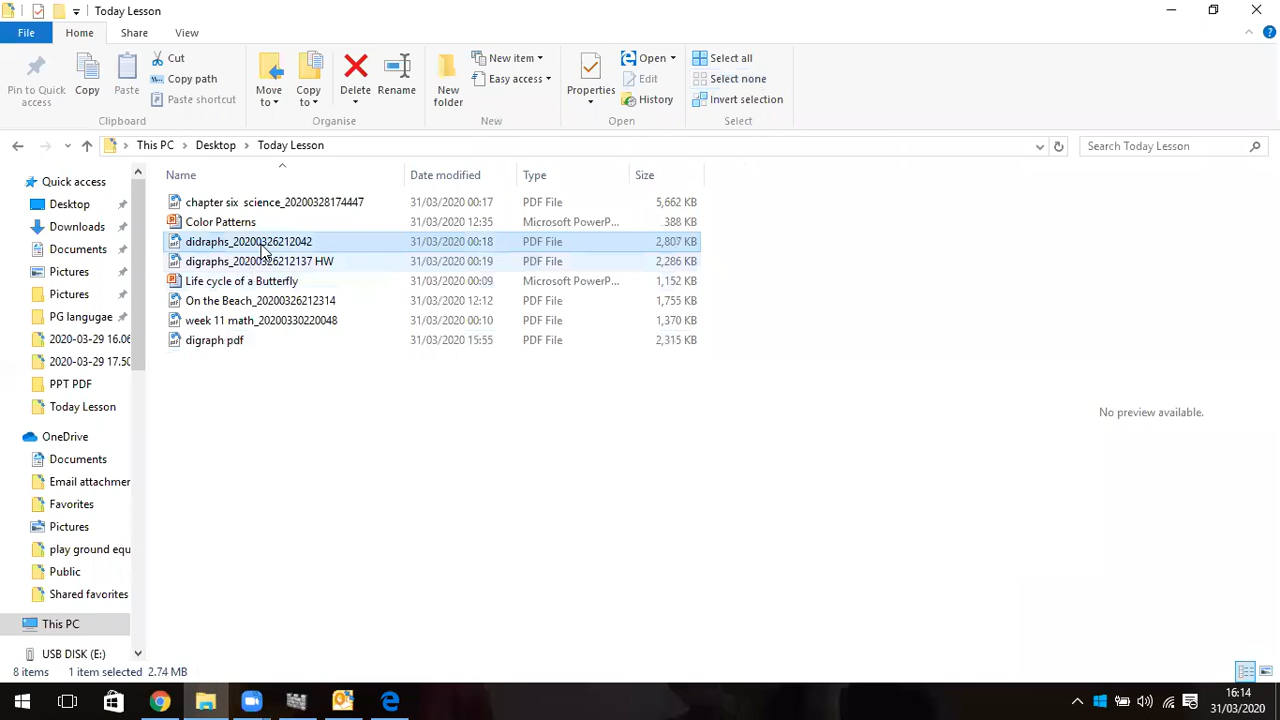 Today Lesson
File Home Share View
Pin to Quick access
Copy
Paste
Cut
Copy path
Paste shortcut
Clipboard
Move to
Copy to
Delete
Rename
Organise
New folder
New item
Easy access
New
Properties
Open
Edit
History
Open
Select all
Select none
Invert selection
Select
This PC Desktop Today Lesson
Search Today Lesson
Name Date modified Type Size
chapter six science_20200328174447 31/03/2020 00:17 PDF File 5,662 KB
Color Patterns 31/03/2020 12:35 Microsoft PowerP... 388 KB
didraphs_20200326212042 31/03/2020 00:18 PDF File 2,807 KB
digraphs_20200326212137 HW 31/03/2020 00:19 PDF File 2,286 KB
Life cycle of a Butterfly 31/03/2020 00:09 Microsoft PowerP... 1,152 KB
On the Beach_20200326212314 31/03/2020 12:12 PDF File 1,755 KB
week 11 math_20200330220048 31/03/2020 00:10 PDF File 1,370 KB
digraph pdf 31/03/2020 15:55 PDF File 2,315 KB
Quick access
Desktop
Downloads
Documents
Pictures
Pictures
PG langugae
2020-03-29 16.06
2020-03-29 17.50
PPT PDF
Today Lesson
OneDrive
Documents
Email attachmer
Favorites
Pictures
play ground equ
Public
Shared favorites
This PC
USB DISK (E:)
No preview available.
8 items 1 item selected 2.74 MB
16:14
31/03/2020